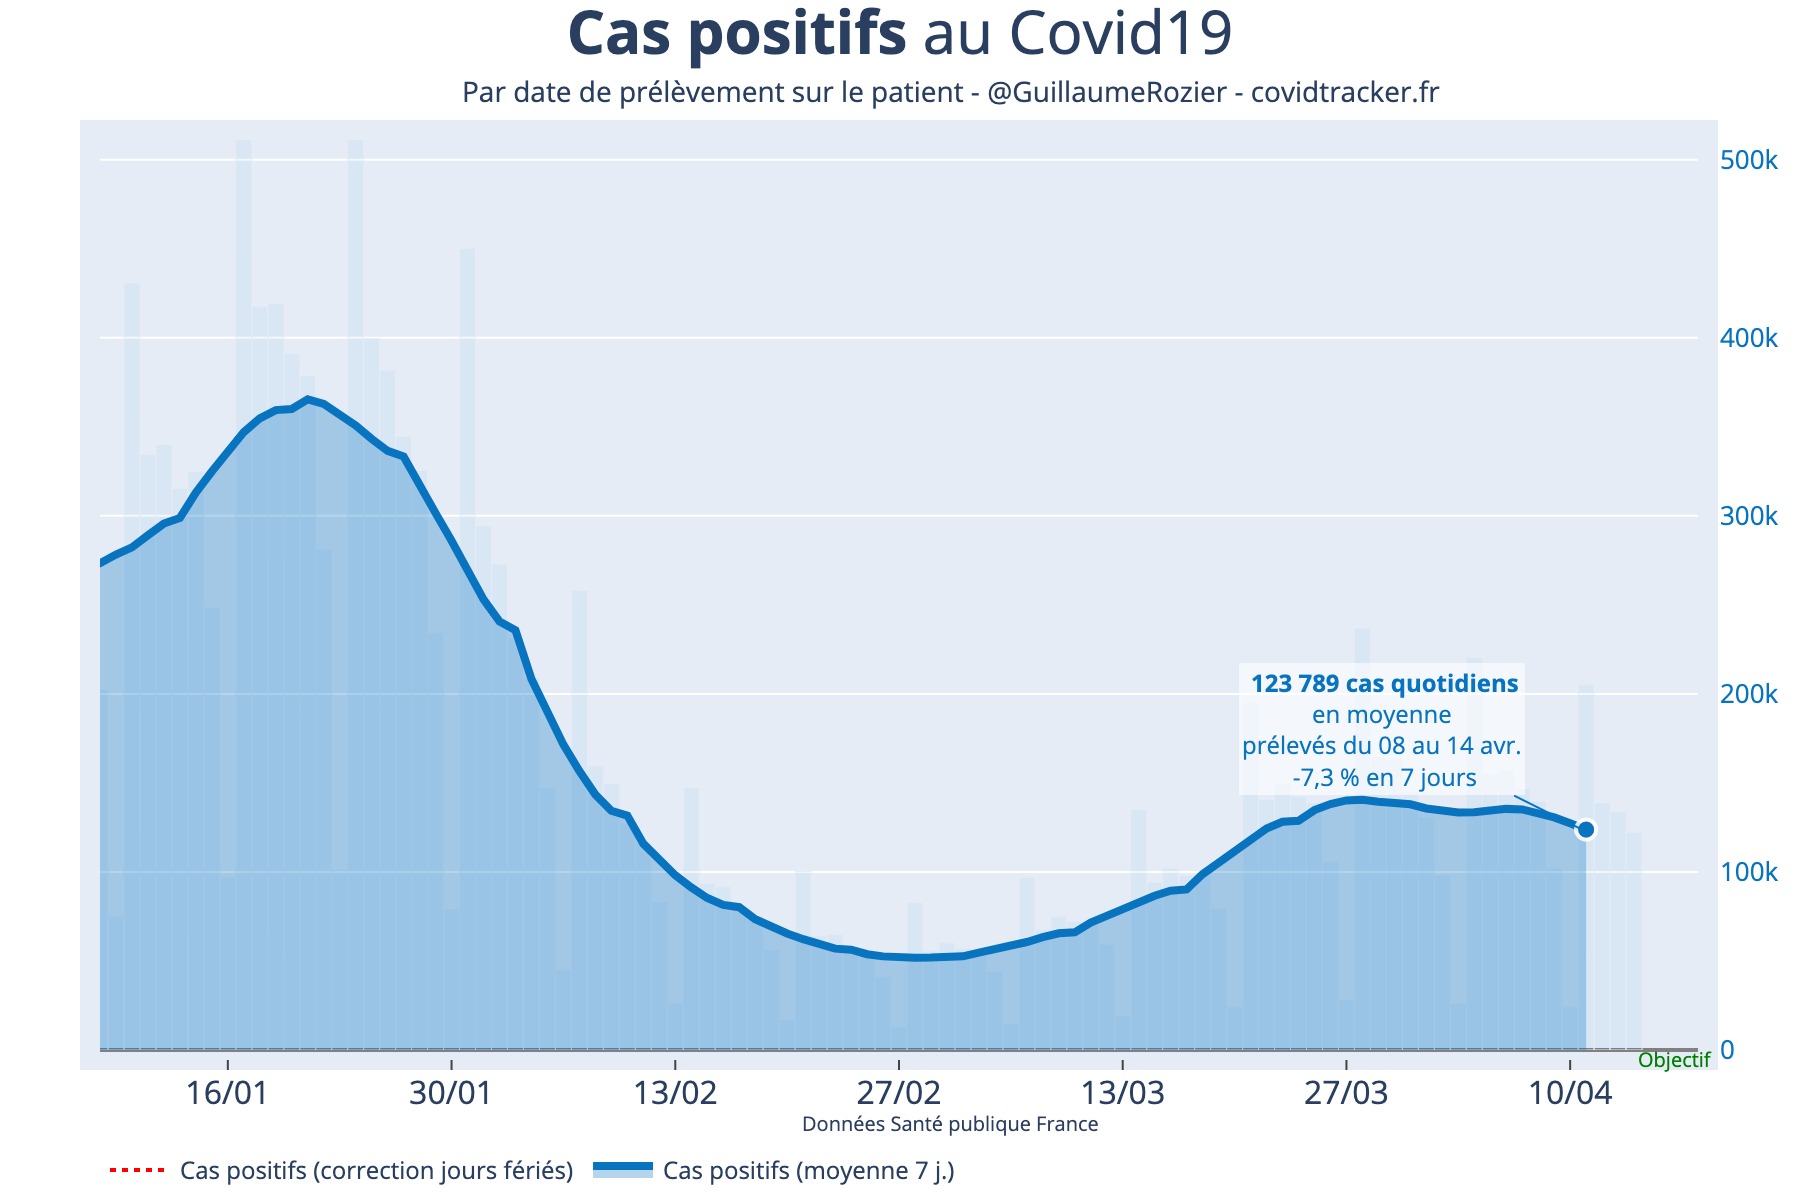 Cas positifs au Covid19
Par date de prélèvement sur le patient - @GuillaumeRozier - covidtracker.fr
500k
400k
300k
200k
100k
0
123 789 cas quotidiens
en moyenne
prélevés du 08 au 14 avr.
-7,3 % en 7 jours
Objectif
16/01 30/01 13/02 27/02 13/03 27/03 10/04
Données Santé publique France
Cas positifs (correction jours fériés) Cas positifs (moyenne 7 j.)